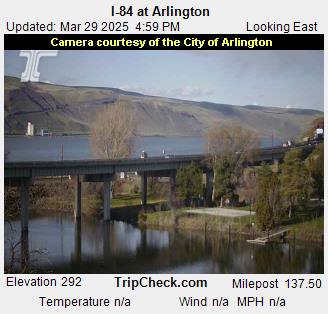 I-84 at Arlington
Updated: Mar 29 2025 4:59 PM Looking East
Camera courtesy of the City of Arlington
Elevation 292 TripCheck.com Milepost 137.50
Temperature n/a Wind n/a MPH n/a